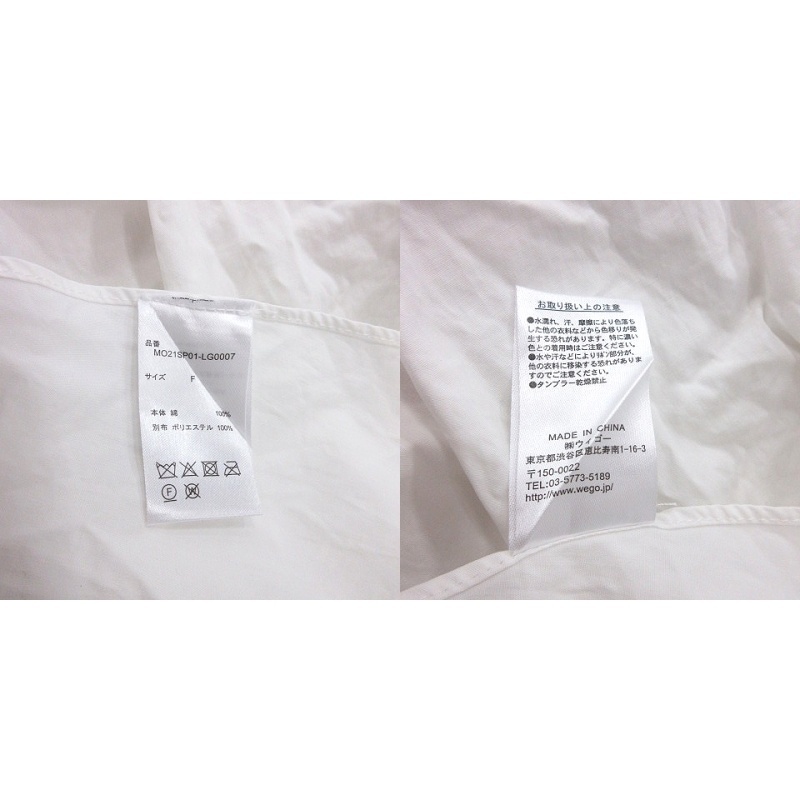 品番
MO21SP01-LG0007
サイズ F
本体 綿 100%
別布 ポリエステル 100%
F
W
お取り扱い上の注意
●水濡れ、汗、摩擦により色落ち
した他の衣料などから色移りが発
生する恐れがあります。特に濃い
色との着用時はご注意ください。
●水や汗などによりﾘﾎﾞﾝ部分が、
他の衣料に移染する恐れがありま
すのでご注意ください。
●タンブラー乾燥禁止
MADE IN CHINA
㈱ウィゴー
東京都渋谷区恵比寿南1-16-3
〒150-0022
TEL:03-5773-5189
http://www.wego.jp/